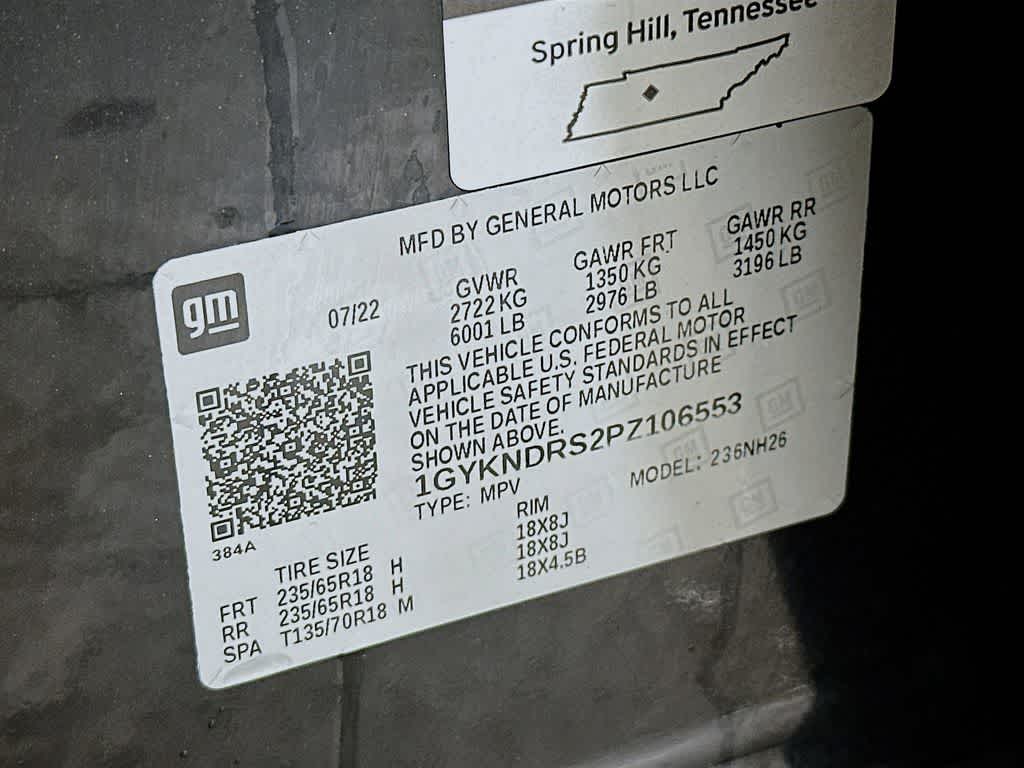 Spring Hill, Tennessee
MFD BY GENERAL MOTORS LLC
gm
07/22
GVWR GAWR FRT GAWR RR
2722 KG 1350 KG 1450 KG
6001 LB 2976 LB 3196 LB
THIS VEHICLE CONFORMS TO ALL
APPLICABLE U.S. FEDERAL MOTOR
VEHICLE SAFETY STANDARDS IN EFFECT
ON THE DATE OF MANUFACTURE
SHOWN ABOVE.
1GYKNDRS2PZ106553
TYPE: MPV MODEL: 236NH26
384A
TIRE SIZE RIM
FRT 235/65R18 H 18X8J
RR 235/65R18 H 18X8J
SPA T135/70R18 M 18X4.5B